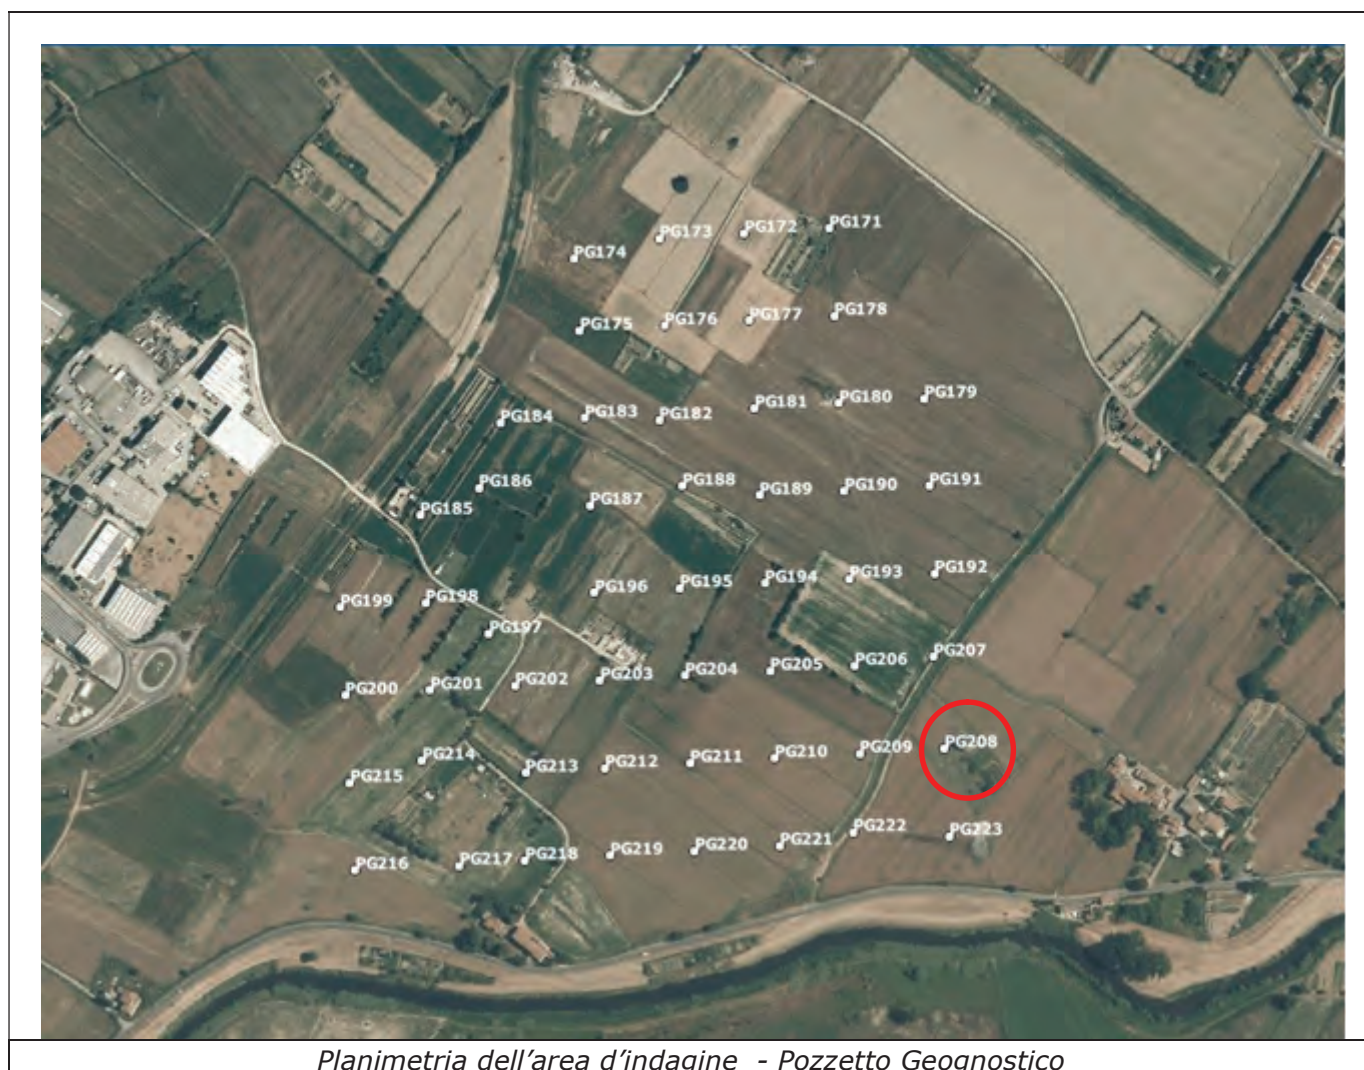 PG171
PG172
PG173
PG174
PG175
PG176
PG177
PG178
PG179
PG180
PG181
PG182
PG183
PG184
PG185
PG186
PG187
PG188
PG189
PG190
PG191
PG192
PG193
PG194
PG195
PG196
PG197
PG198
PG199
PG200
PG201
PG202
PG203
PG204
PG205
PG206
PG207
PG208
PG209
PG210
PG211
PG212
PG213
PG214
PG215
PG216
PG217
PG218
PG219
PG220
PG221
PG222
PG223
Planimetria dell'area d'indagine - Pozzetto Geognostico